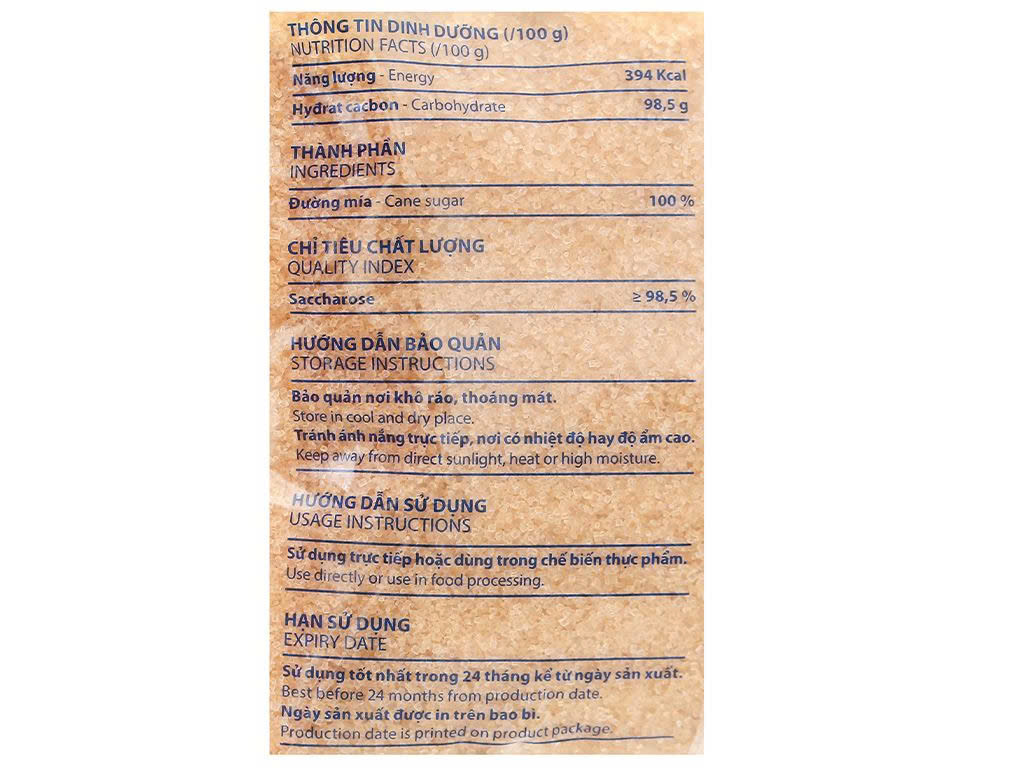 THÔNG TIN DINH DƯỠNG (/100 g)
NUTRITION FACTS (/100 g)
Năng lượng - Energy 394 Kcal
Hyđrat cacbon - Carbohydrate 98,5 g
THÀNH PHẦN
INGREDIENTS
Đường mía - Cane sugar 100 %
CHỈ TIÊU CHẤT LƯỢNG
QUALITY INDEX
Saccharose ≥ 98,5 %
HƯỚNG DẪN BẢO QUẢN
STORAGE INSTRUCTIONS
Bảo quản nơi khô ráo, thoáng mát.
Store in cool and dry place.
Tránh ánh nắng trực tiếp, nơi có nhiệt độ hay độ ẩm cao.
Keep away from direct sunlight, heat or high moisture.
HƯỚNG DẪN SỬ DỤNG
USAGE INSTRUCTIONS
Sử dụng trực tiếp hoặc dùng trong chế biến thực phẩm.
Use directly or use in food processing.
HẠN SỬ DỤNG
EXPIRY DATE
Sử dụng tốt nhất trong 24 tháng kể từ ngày sản xuất.
Best before 24 months from production date.
Ngày sản xuất được in trên bao bì.
Production date is printed on product package.